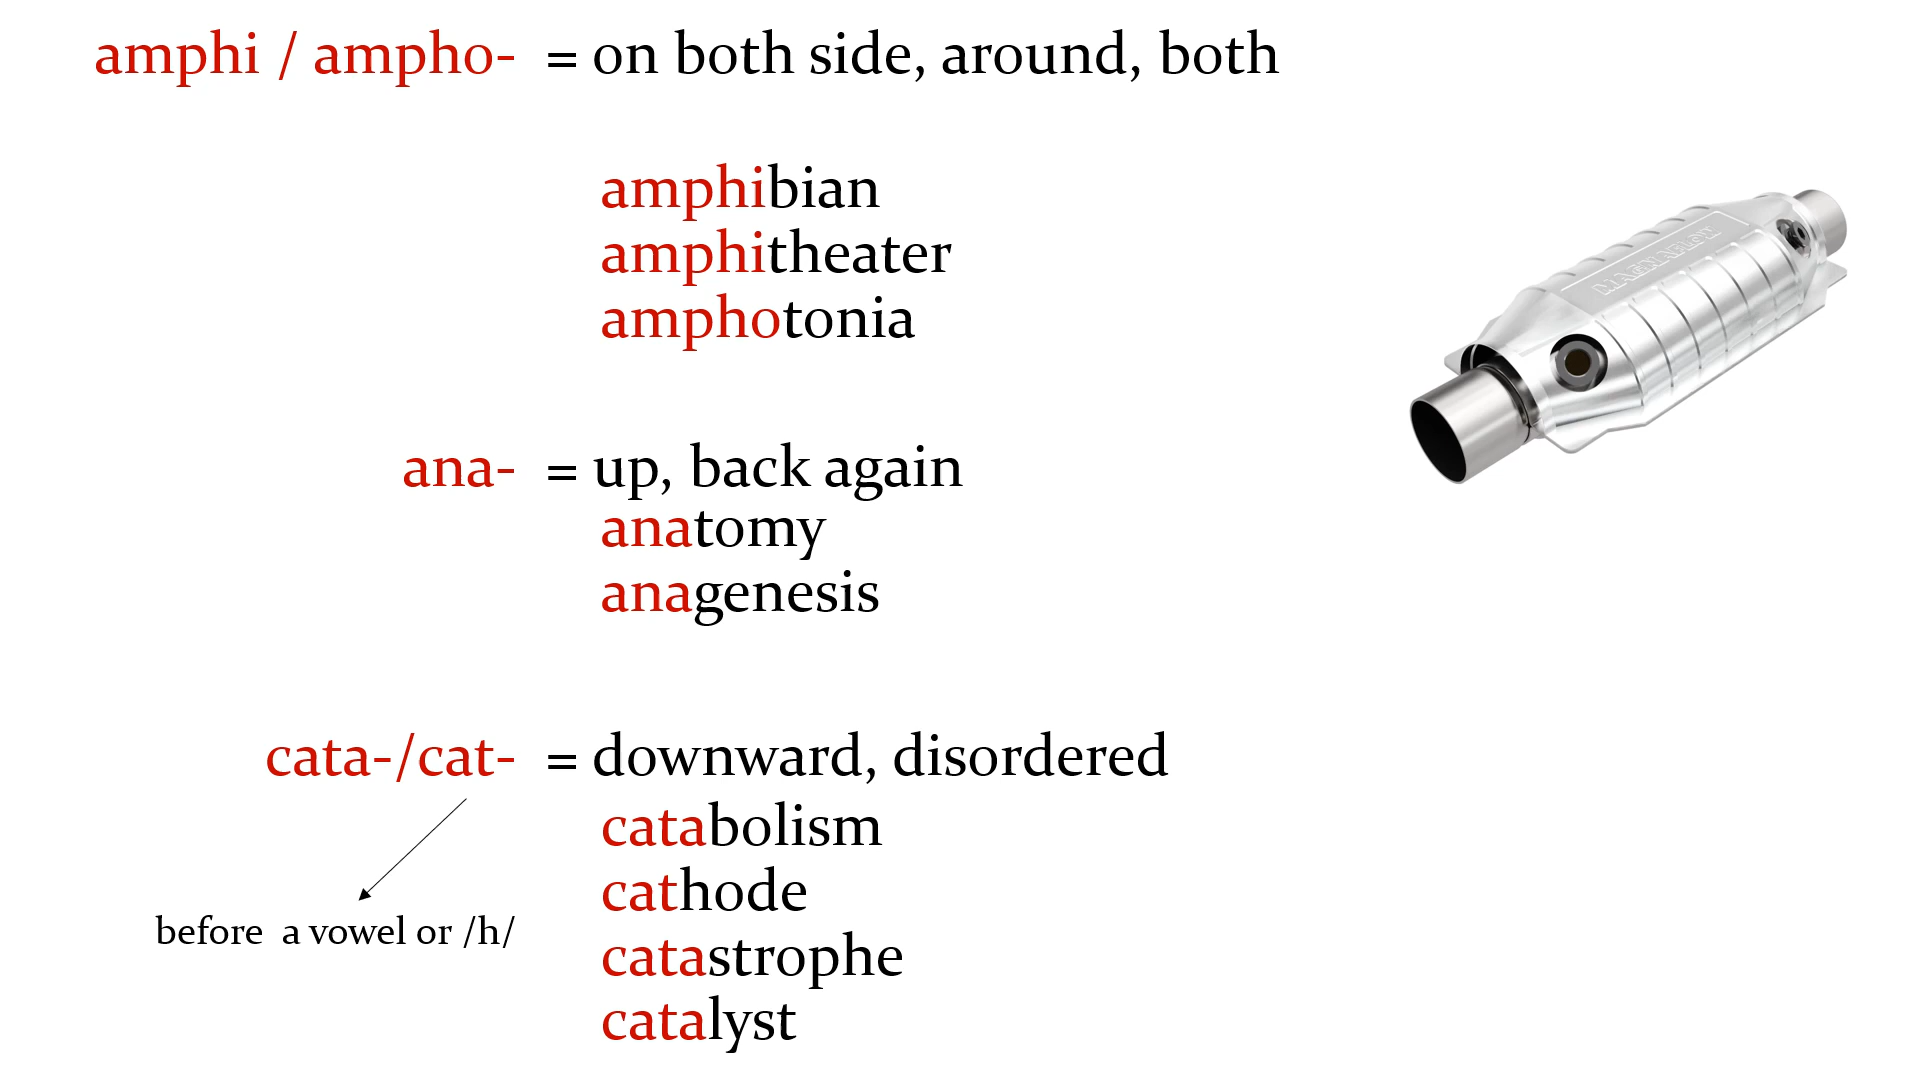 amphi / ampho- = on both side, around, both
amphibian
amphitheater
amphotonia
MAGNAFLOW
ana- = up, back again
anatomy
anagenesis
cata-/cat- = downward, disordered
catabolism
cathode
before a vowel or /h/
catastrophe
catalyst